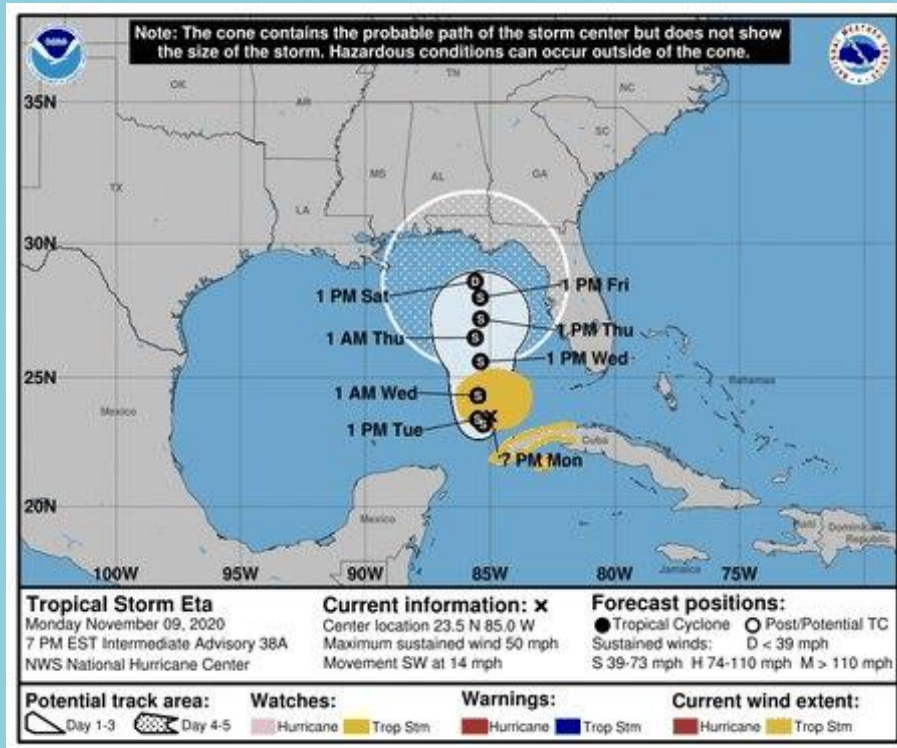 Note: The cone contains the probable path of the storm center but does not show
the size of the storm. Hazardous conditions can occur outside of the cone.
NOAA
OK
TN
NC
35N
AR
SC
MS
AL
GA
TX
LA
30N
1 PM Sat
1 PM Fri
1 AM Thu
1 PM Thu
1 PM Wed
25N
1 AM Wed
Bahamas
Mexico
1 PM Tue
7 PM Mon
Cuba
20N
Mexico
Haiti
Dominican
Republic
Jamaica
100W 95W 90W 85W 80W 75W
D
S
S
S
S
S
S
S
Tropical Storm Eta
Monday November 09, 2020
7 PM EST Intermediate Advisory 38A
NWS National Hurricane Center
Current information: x
Center location 23.5 N 85.0 W
Maximum sustained wind 50 mph
Movement SW at 14 mph
Forecast positions:
Tropical Cyclone Post/Potential TC
Sustained winds: D < 39 mph
S 39-73 mph H 74-110 mph M > 110 mph
Potential track area:
Day 1-3 Day 4-5
Watches:
Hurricane Trop Stm
Warnings:
Hurricane Trop Stm
Current wind extent:
Hurricane Trop Stm